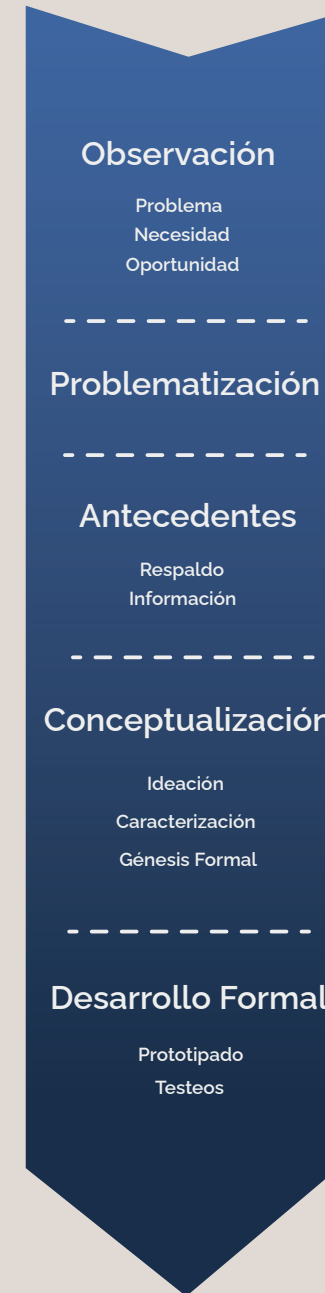 Observación
Problema
Necesidad
Oportunidad
Problematización
Antecedentes
Respaldo
Información
Conceptualización
Ideación
Caracterización
Génesis Formal
Desarrollo Formal
Prototipado
Testeos